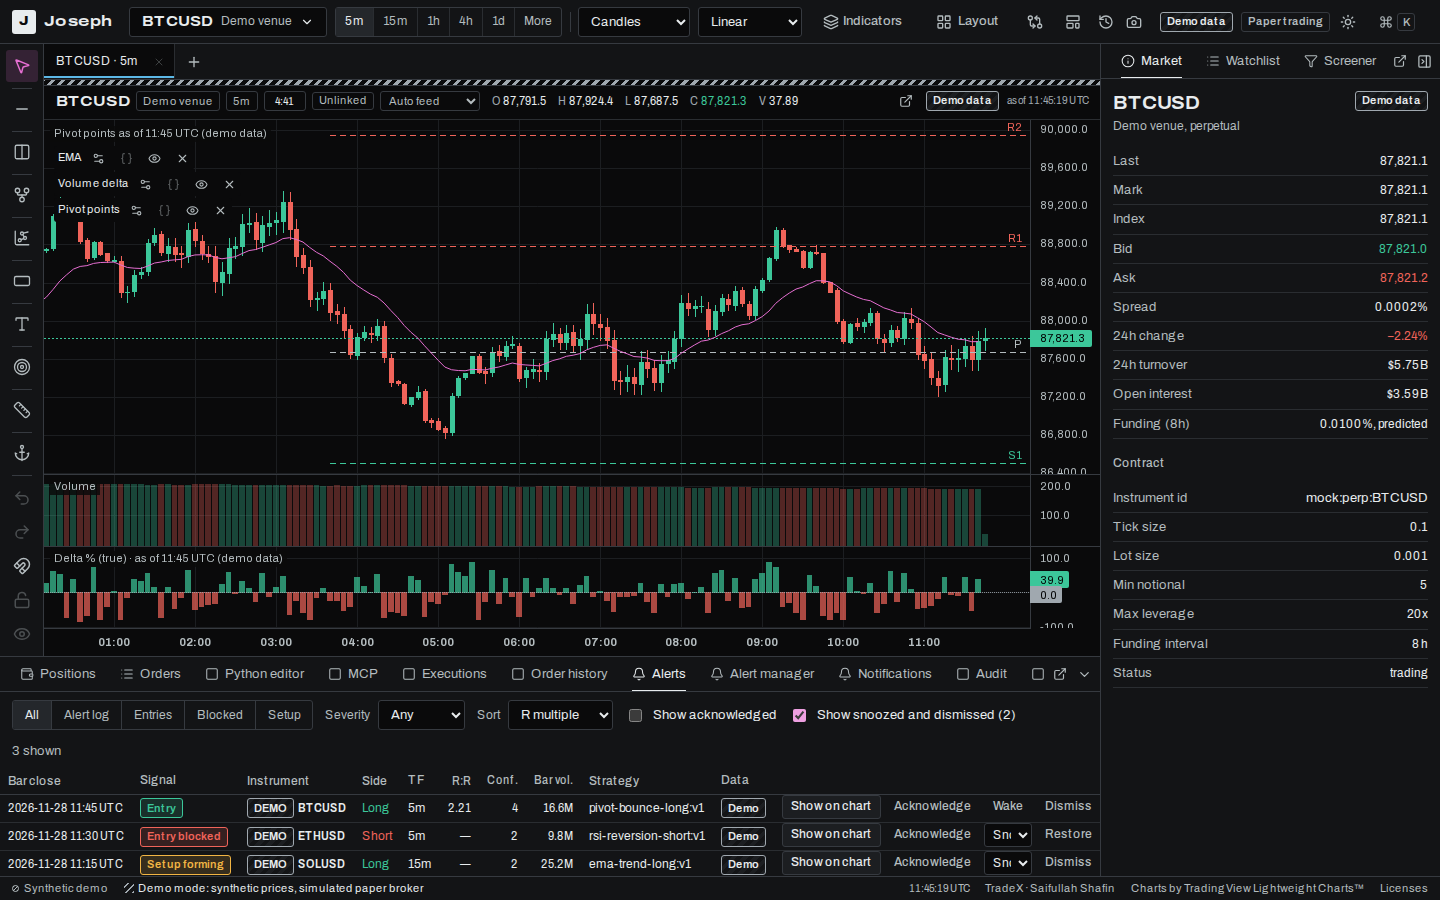 J Joseph BTCUSD Demo venue 5m 15m 1h 4h 1d More Candles Linear Indicators Layout Demo data Paper trading ⌘ K
BTCUSD · 5m × +
Market Watchlist Screener
BTCUSD Demo venue 5m 4:41 Unlinked Auto feed O 87,791.5 H 87,924.4 L 87,687.5 C 87,821.3 V 37.89 Demo data as of 11:45:19 UTC
Pivot points as of 11:45 UTC (demo data)
EMA
Volume delta
Pivot points
R2
R1
P
S1
90,000.0
89,600.0
89,200.0
88,800.0
88,400.0
88,000.0
87,821.3
87,600.0
87,200.0
86,800.0
86,400.0
Volume
200.0
100.0
Delta % (true) · as of 11:45 UTC (demo data)
100.0
39.9
0.0
-100.0
01:00 02:00 03:00 04:00 05:00 06:00 07:00 08:00 09:00 10:00 11:00
BTCUSD Demo data
Demo venue, perpetual
Last 87,821.1
Mark 87,821.1
Index 87,821.1
Bid 87,821.0
Ask 87,821.2
Spread 0.0002%
24h change −2.24%
24h turnover $5.75B
Open interest $3.59B
Funding (8h) 0.0100%, predicted
Contract
Instrument id mock:perp:BTCUSD
Tick size 0.1
Lot size 0.001
Min notional 5
Max leverage 20x
Funding interval 8h
Status trading
Positions Orders Python editor MCP Executions Order history Alerts Alert manager Notifications Audit
All Alert log Entries Blocked Setup Severity Any Sort R multiple Show acknowledged Show snoozed and dismissed (2)
3 shown
Bar close Signal Instrument Side TF R:R Conf. Bar vol. Strategy Data
2026-11-28 11:45 UTC Entry DEMO BTCUSD Long 5m 2.21 4 16.6M pivot-bounce-long:v1 Demo Show on chart Acknowledge Wake Dismiss
2026-11-28 11:30 UTC Entry blocked DEMO ETHUSD Short 5m — 2 9.8M rsi-reversion-short:v1 Demo Show on chart Acknowledge Sno Restore
2026-11-28 11:15 UTC Setup forming DEMO SOLUSD Long 15m — 2 25.2M ema-trend-long:v1 Demo Show on chart Acknowledge Sno Dismiss
Synthetic demo Demo mode: synthetic prices, simulated paper broker 11:45:19 UTC TradeX · Saifullah Shafin Charts by TradingView Lightweight Charts™ Licenses